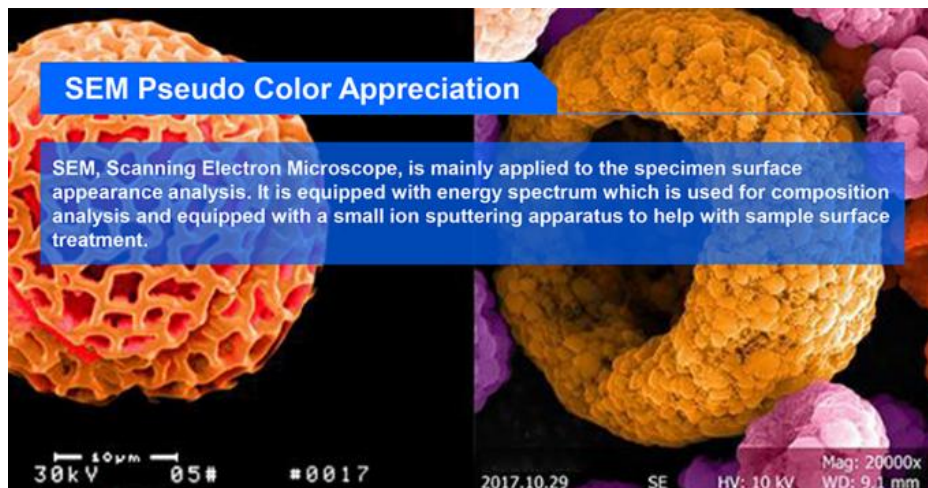 SEM Pseudo Color Appreciation
SEM, Scanning Electron Microscope, is mainly applied to the specimen surface
appearance analysis. It is equipped with energy spectrum which is used for composition
analysis and equipped with a small ion sputtering apparatus to help with sample surface
treatment.
10μm
30kV 05# #0017
Mag: 20000x
2017.10.29 SE HV: 10 kV WD: 9.1 mm